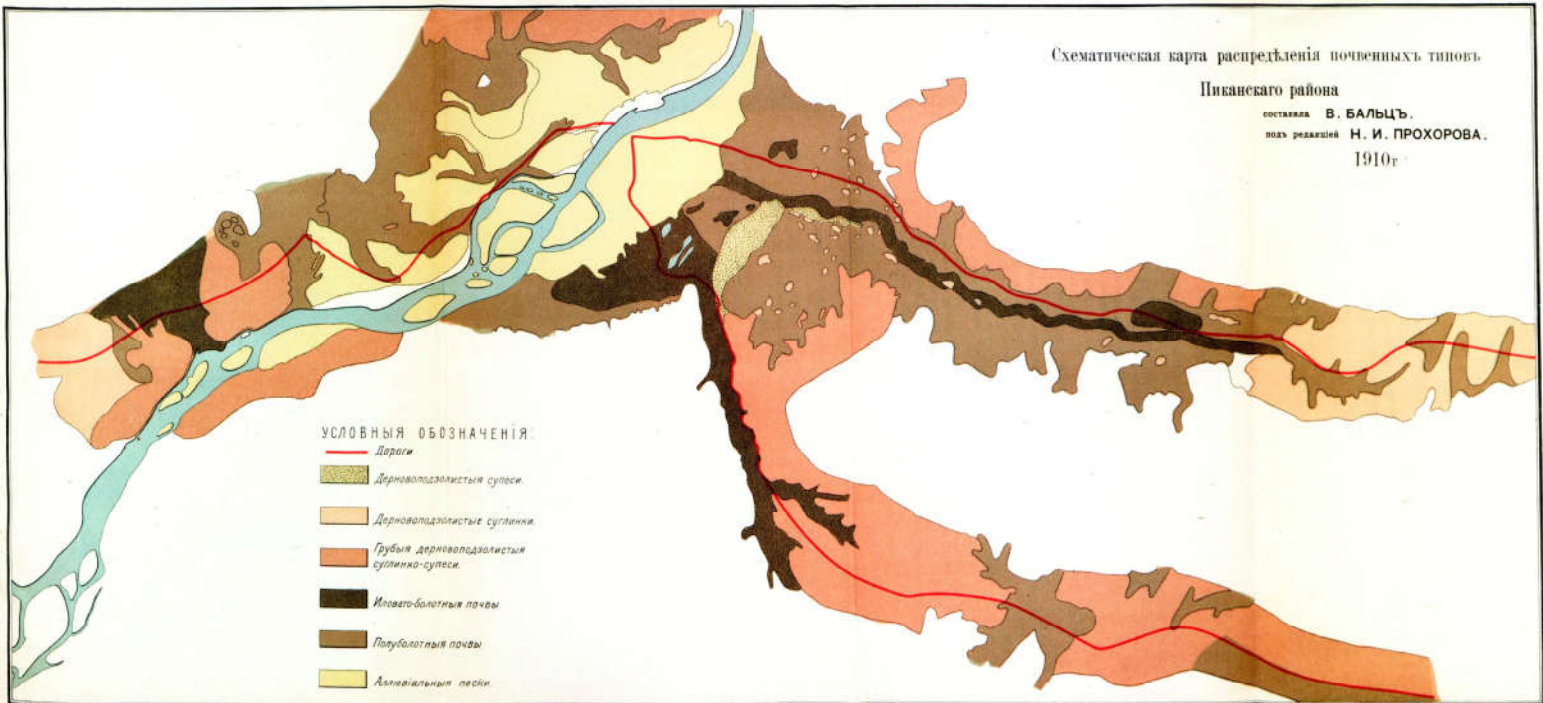 Схематическая карта распредѣленія почвенныхъ типовъ
Пиканскаго района
составила В. БАЛЬЦЪ.
подъ редакціей Н. И. ПРОХОРОВА.
1910г
УСЛОВНЫЯ ОБОЗНАЧЕНІЯ:
Дороги
Дерновоподзолистыя супеси.
Дерновоподзолистые суглинки.
Грубыя дерновоподзолистыя
суглинко-супеси.
Иловато-болотныя почвы
Полуболотныя почвы
Аллювіальныя пески.